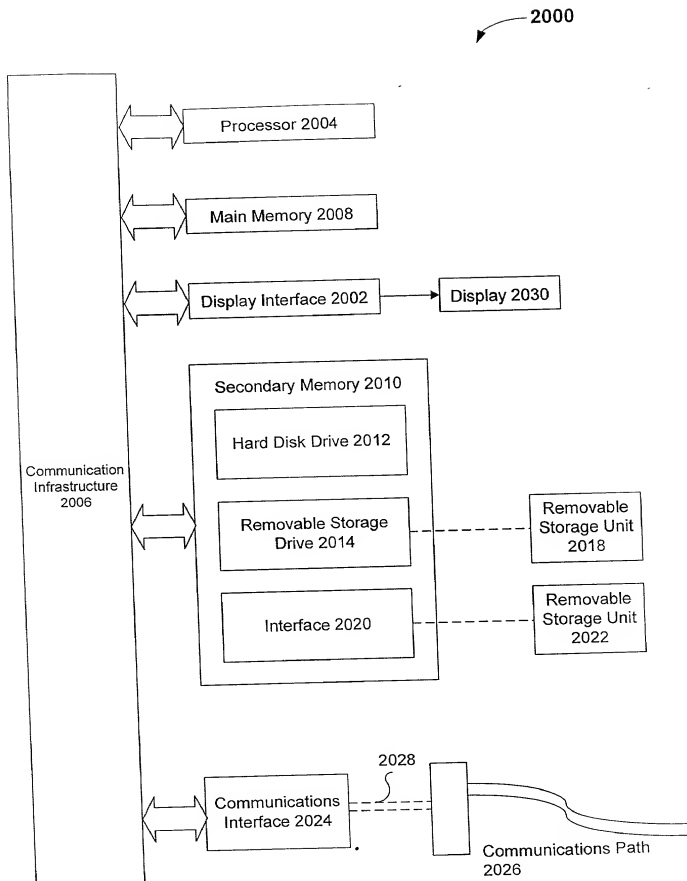 2000
Processor 2004
Main Memory 2008
Display Interface 2002
Display 2030
Secondary Memory 2010
Hard Disk Drive 2012
Communication
Infrastructure
2006
Removable Storage
Drive 2014
Removable
Storage Unit
2018
Interface 2020
Removable
Storage Unit
2022
2028
Communications
Interface 2024
Communications Path
2026